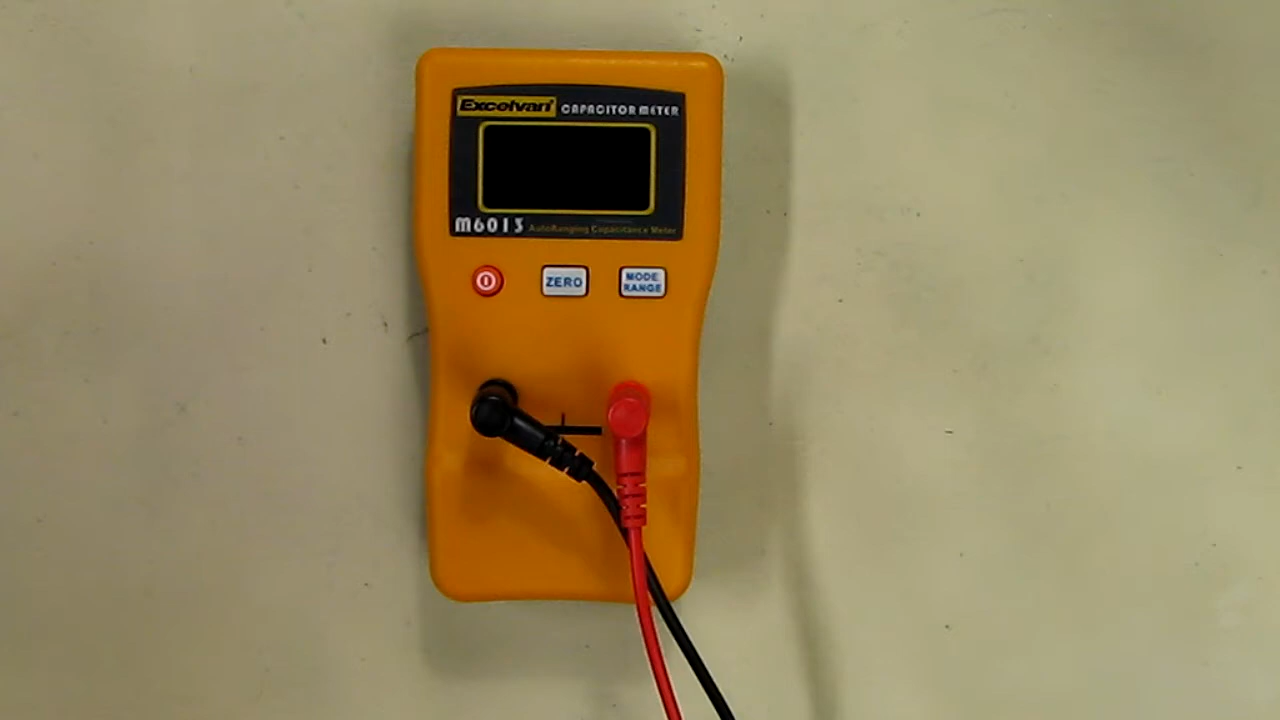 Excelvan CAPACITOR METER
M6013 AutoRanging Capacitance Meter
ZERO
MODE
RANGE